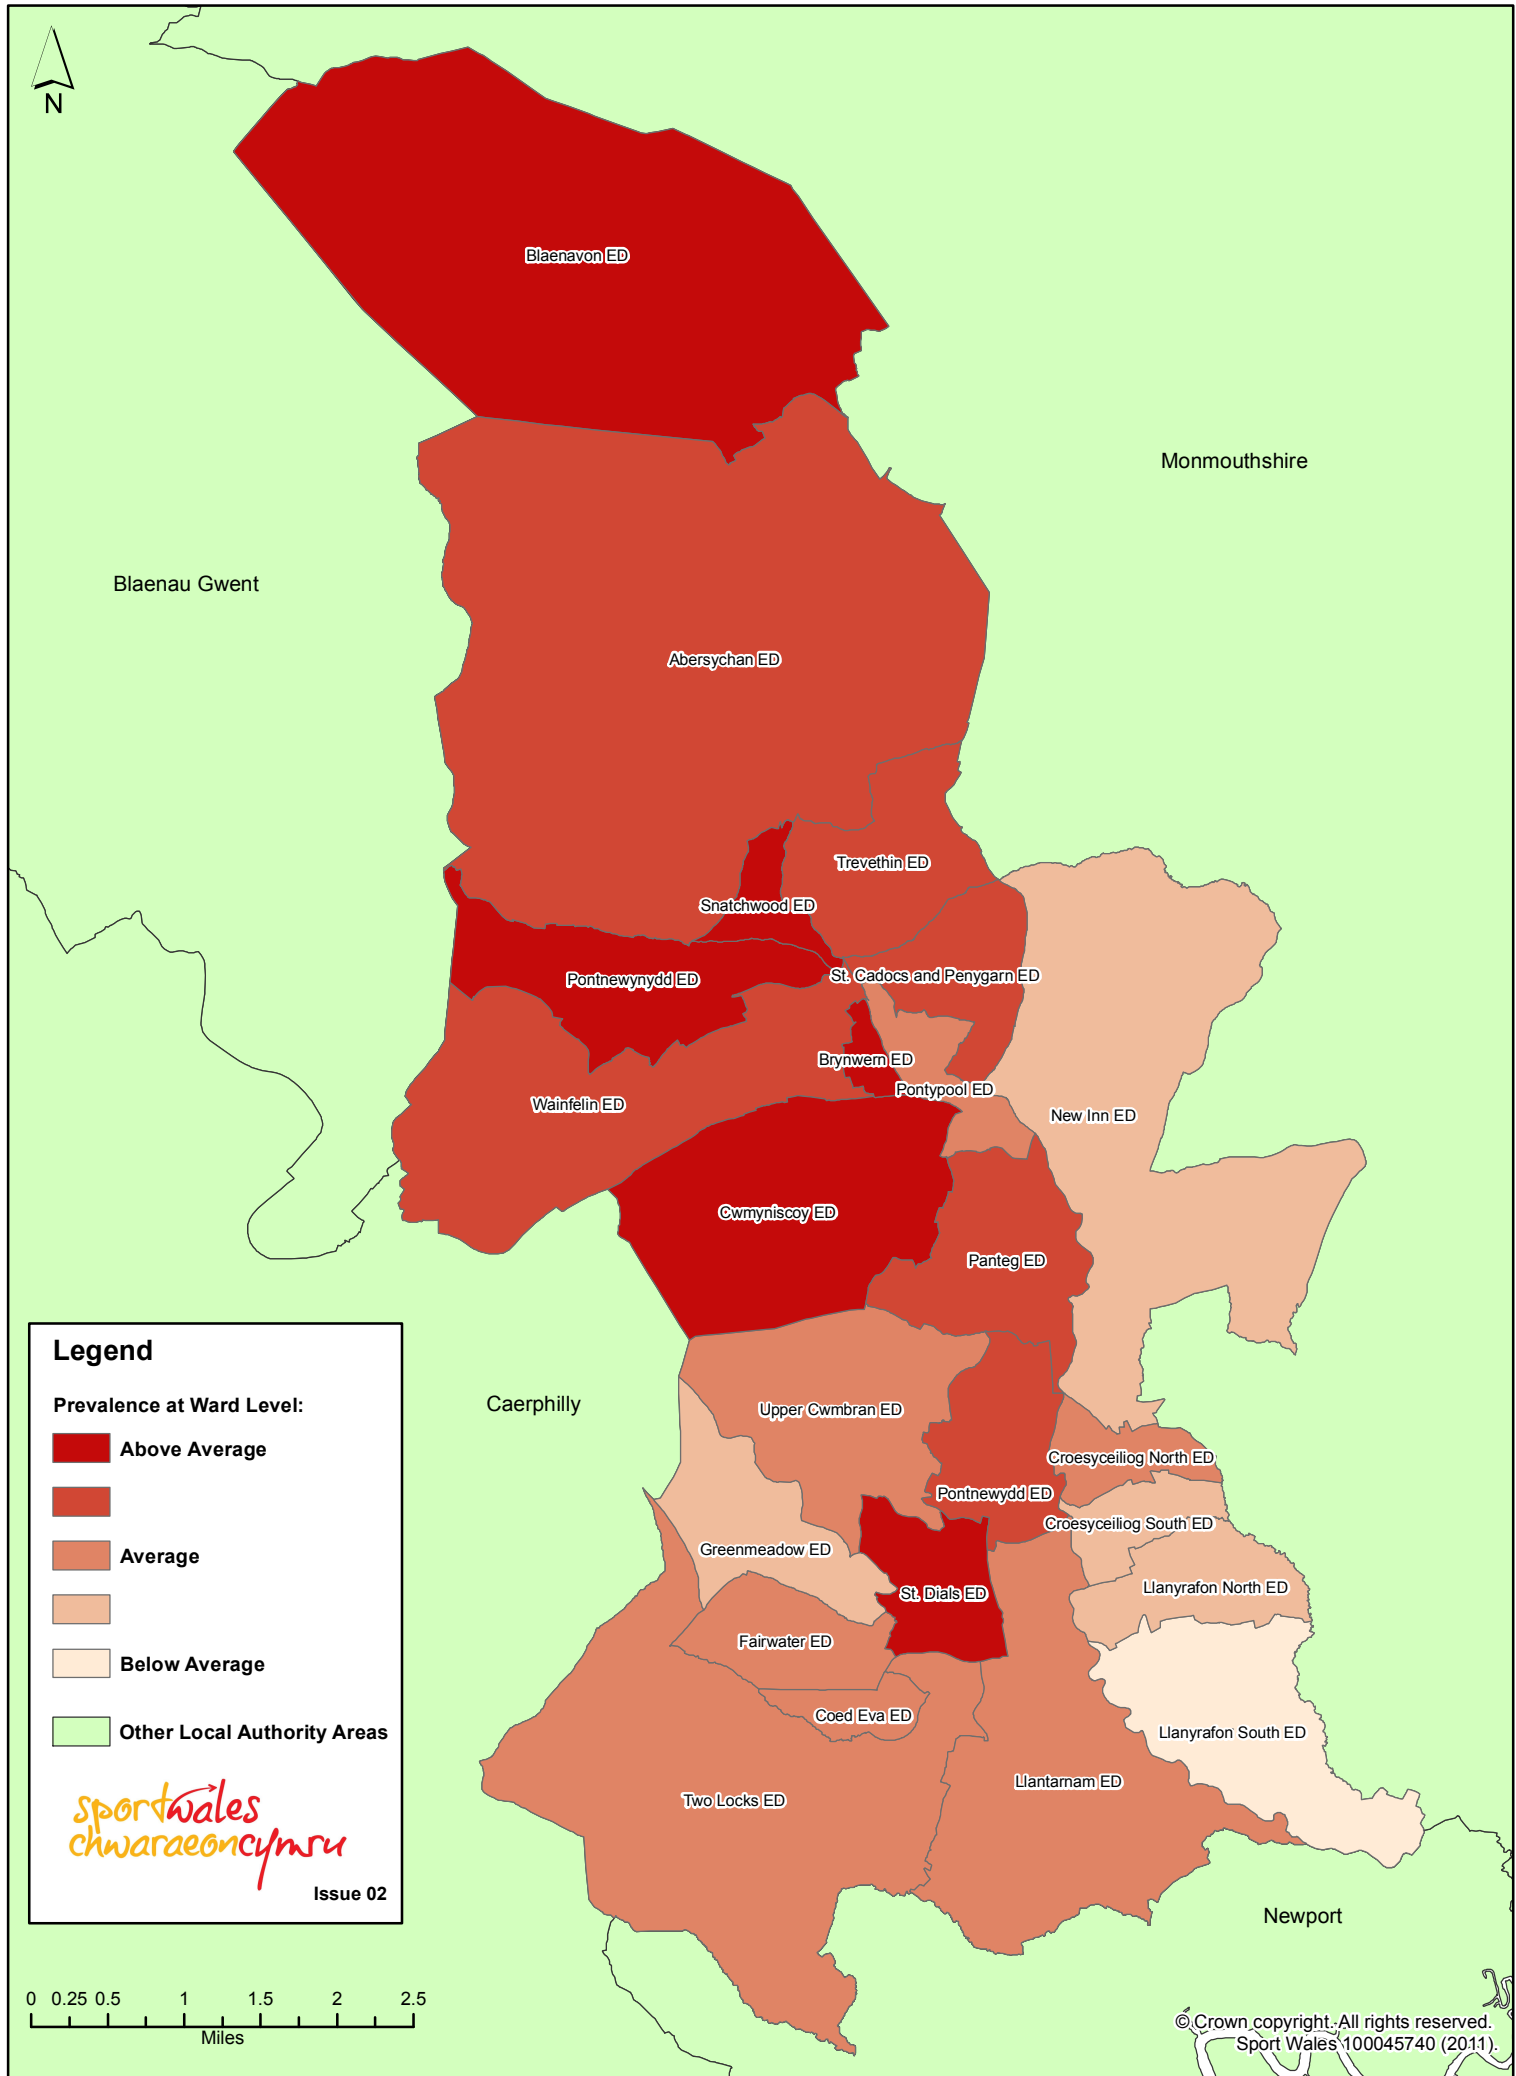 N
Blaenavon ED
Monmouthshire
Blaenau Gwent
Abersychan ED
Trevethin ED
Snatchwood ED
St. Cadocs and Penygarn ED
Pontnewynydd ED
Brynwern ED
Pontypool ED
Wainfelin ED
New Inn ED
Cwmyniscoy ED
Panteg ED
Caerphilly
Upper Cwmbran ED
Croesyceiliog North ED
Pontnewydd ED
Croesyceiliog South ED
Greenmeadow ED
Llanyrafon North ED
St. Dials ED
Fairwater ED
Coed Eva ED
Llanyrafon South ED
Llantarnam ED
Two Locks ED
Newport
Legend
Prevalence at Ward Level:
Above Average
Average
Below Average
Other Local Authority Areas
sportwales
chwaraeoncymru
Issue 02
0 0.25 0.5 1 1.5 2 2.5
Miles
© Crown copyright. All rights reserved.
Sport Wales 100045740 (2011).